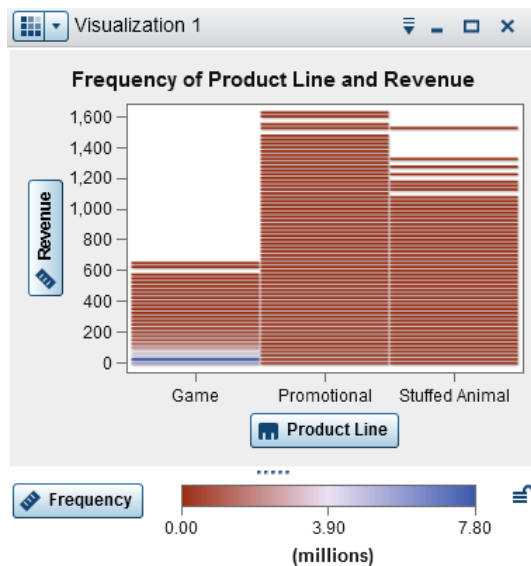 Visualization 1
Frequency of Product Line and Revenue
1,600
1,400
1,200
1,000
800
600
400
200
0
Revenue
Game Promotional Stuffed Animal
Product Line
Frequency
0.00 3.90 7.80
(millions)